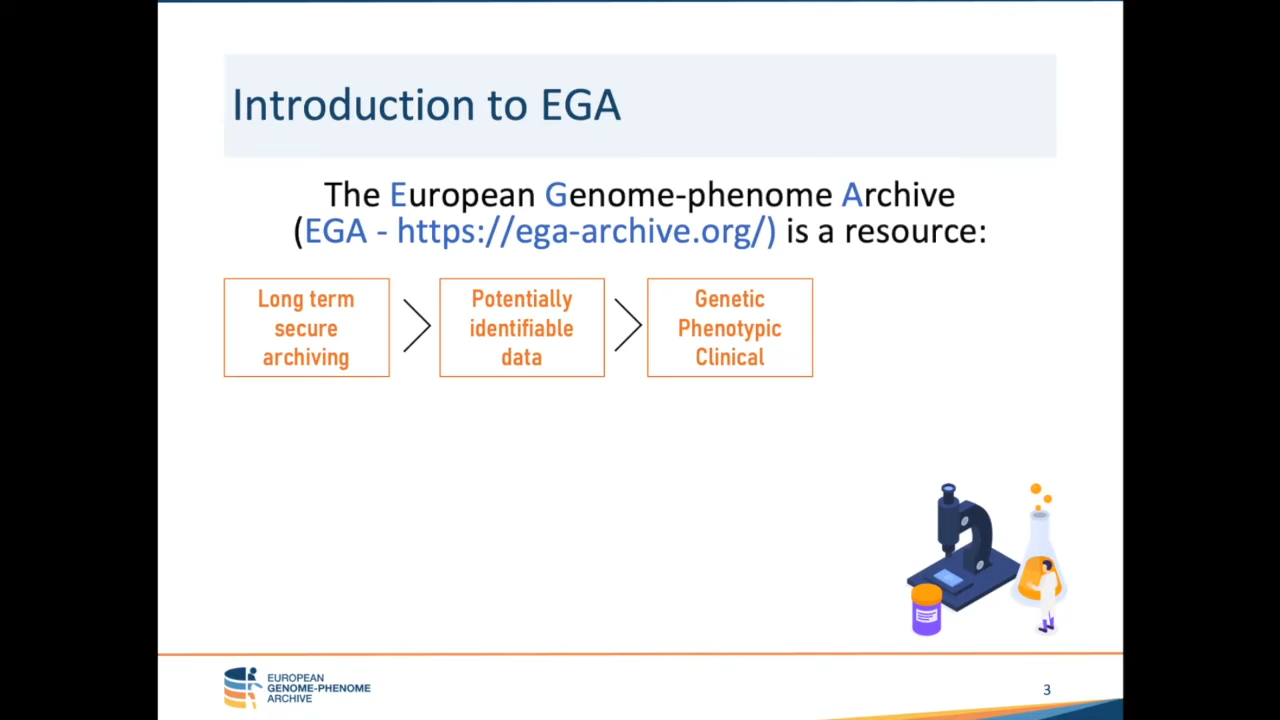 Introduction to EGA
The European Genome-phenome Archive
(EGA - https://ega-archive.org/) is a resource:
Long term
secure
archiving
Potentially
identifiable
data
Genetic
Phenotypic
Clinical
EUROPEAN
GENOME-PHENOME
ARCHIVE
3